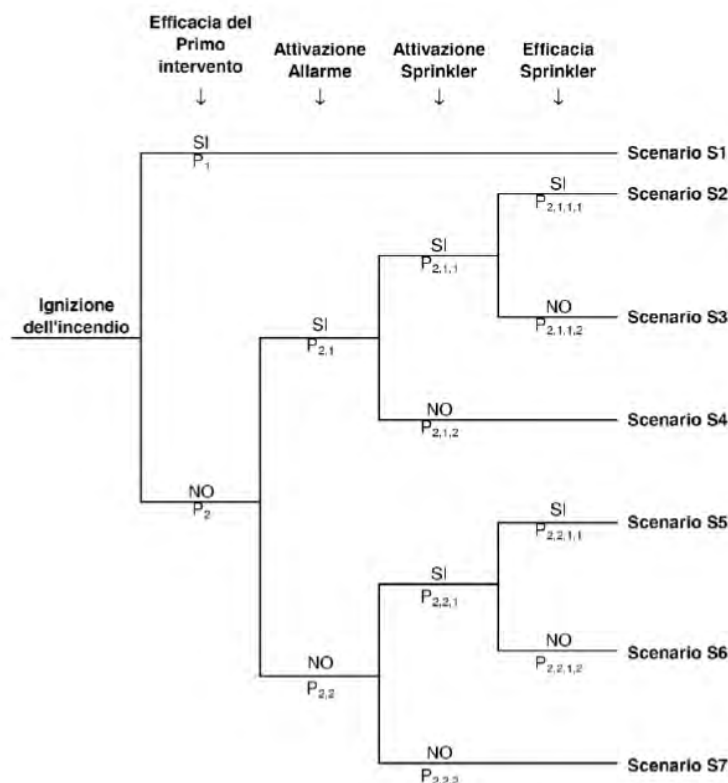 Efficacia del
Primo
intervento
↓
Attivazione
Allarme
↓
Attivazione
Sprinkler
↓
Efficacia
Sprinkler
↓
SI
P1
Scenario S1
SI
P2,1,1,1
Scenario S2
SI
P2,1,1
NO
P2,1,1,2
Scenario S3
Ignizione
dell'incendio
SI
P2,1
NO
P2,1,2
Scenario S4
NO
P2
SI
P2,2,1,1
Scenario S5
SI
P2,2,1
NO
P2,2,1,2
Scenario S6
NO
P2,2
NO
Scenario S7